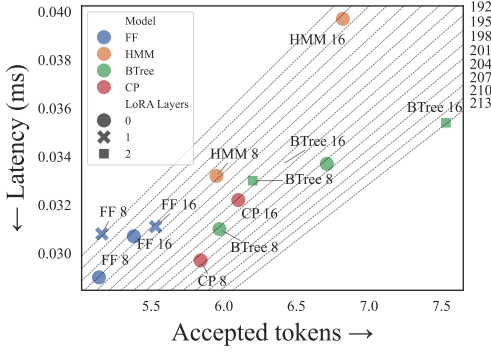 0.040
0.038
0.036
0.034
0.032
0.030
← Latency (ms)
Model
FF
HMM
BTree
CP
LoRA Layers
0
1
2
HMM 16
BTree 16
BTree 16
HMM 8
BTree 8
FF 8
FF 16
CP 16
FF 16
BTree 8
FF 8
CP 8
192
195
198
201
204
207
210
213
5.5
6.0
6.5
7.0
7.5
Accepted tokens →